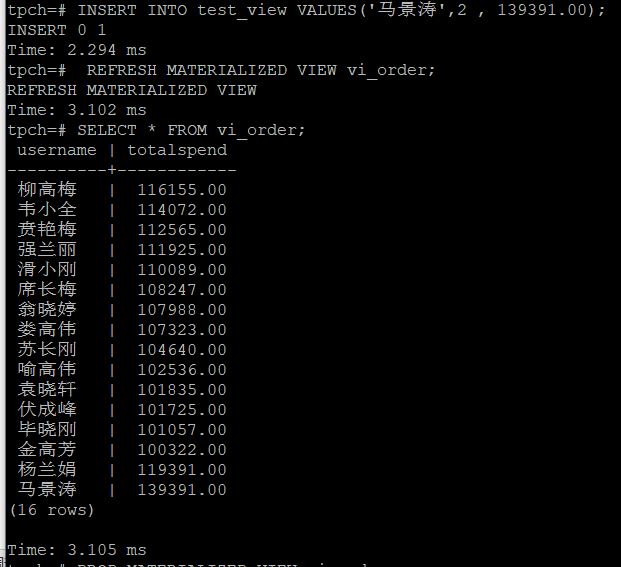 tpch=# INSERT INTO test_view VALUES('马景涛',2 , 139391.00);
INSERT 0 1
Time: 2.294 ms
tpch=#  REFRESH MATERIALIZED VIEW vi_order;
REFRESH MATERIALIZED VIEW
Time: 3.102 ms
tpch=# SELECT * FROM vi_order;
 username | totalspend
----------+------------
 柳高梅   |  116155.00
 韦小全   |  114072.00
 贲艳梅   |  112565.00
 强兰丽   |  111925.00
 滑小刚   |  110089.00
 席长梅   |  108247.00
 翁晓婷   |  107988.00
 娄高伟   |  107323.00
 苏长刚   |  104640.00
 喻高伟   |  102536.00
 袁晓轩   |  101835.00
 伏成峰   |  101725.00
 毕晓刚   |  101057.00
 金高芳   |  100322.00
 杨兰娟   |  119391.00
 马景涛   |  139391.00
(16 rows)
Time: 3.105 ms